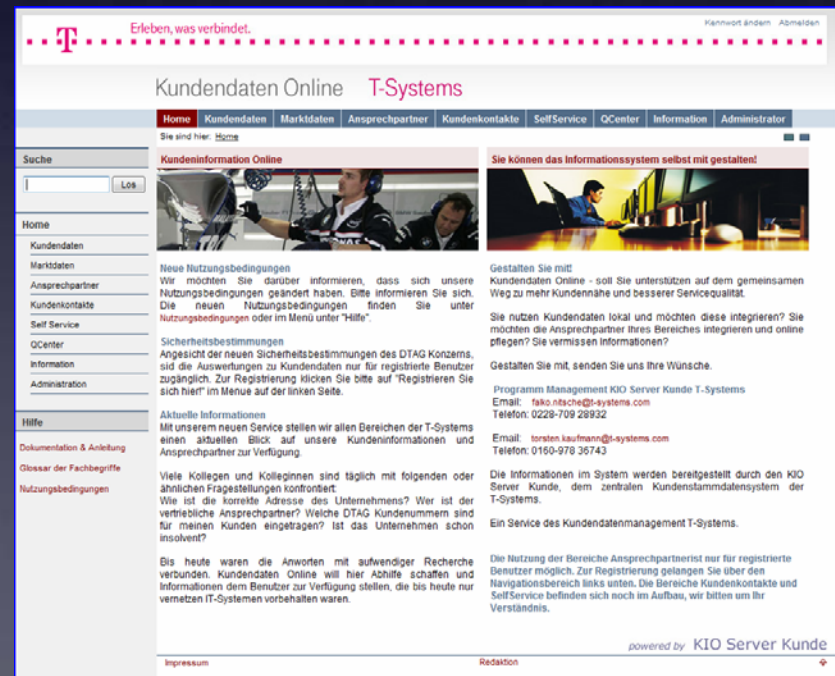 Erleben, was verbindet.
Kennwort ändern Abmelden
T
Kundendaten Online T-Systems
Home Kundendaten Marktdaten Ansprechpartner Kundenkontakte SelfService QCenter Information Administrator
Sie sind hier: Home
Suche
Los
Home
Kundendaten
Marktdaten
Ansprechpartner
Kundenkontakte
Self Service
QCenter
Information
Administration
Hilfe
Dokumentation & Anleitung
Glossar der Fachbegriffe
Nutzungsbedingungen
Kundeninformation Online
Neue Nutzungsbedingungen
Wir möchten Sie darüber informieren, dass sich unsere
Nutzungsbedingungen geändert haben. Bitte informieren Sie sich.
Die neuen Nutzungsbedingungen finden Sie unter
Nutzungsbedingungen oder im Menü unter "Hilfe".
Sicherheitsbestimmungen
Angesicht der neuen Sicherheitsbestimmungen des DTAG Konzerns,
sid die Auswertungen zu Kundendaten nur für registrierte Benutzer
zugänglich. Zur Registrierung klicken Sie bitte auf "Registrieren Sie
sich hier!" im Menue auf der linken Seite.
Aktuelle Informationen
Mit unserem neuen Service stellen wir allen Bereichen der T-Systems
einen aktuellen Blick auf unsere Kundeninformationen und
Ansprechpartner zur Verfügung.
Viele Kollegen und Kolleginnen sind täglich mit folgenden oder
ähnlichen Fragestellungen konfrontiert:
Wie ist die korrekte Adresse des Unternehmens? Wer ist der
vertriebliche Ansprechpartner? Welche DTAG Kundennummern sind
für meinen Kunden eingetragen? Ist das Unternehmen schon
insolvent?
Bis heute waren die Anworten mit aufwendiger Recherche
verbunden. Kundendaten Online will hier Abhilfe schaffen und
Informationen dem Benutzer zur Verfügung stellen, die bis heute nur
vernetzen IT-Systemen vorbehalten waren.
Sie können das Informationssystem selbst mit gestalten!
Gestalten Sie mit!
Kundendaten Online - soll Sie unterstützen auf dem gemeinsamen
Weg zu mehr Kundennähe und besserer Servicequalität.
Sie nutzen Kundendaten lokal und möchten diese integrieren? Sie
möchten die Ansprechpartner Ihres Bereiches integrieren und online
pflegen? Sie vermissen Informationen?
Gestalten Sie mit, senden Sie uns Ihre Wünsche.
Programm Management KIO Server Kunde T-Systems
Email: falko.nitsche@t-systems.com
Telefon: 0228-709 28932
Email: torsten.kaufmann@t-systems.com
Telefon: 0160-978 36743
Die Informationen im System werden bereitgestellt durch den KIO
Server Kunde, dem zentralen Kundenstammdatensystem der
T-Systems.
Ein Service des Kundendatenmanagement T-Systems.
Die Nutzung der Bereiche Ansprechpartnerist nur für registrierte
Benutzer möglich. Zur Registrierung gelangen Sie über den
Navigationsbereich links unten. Die Bereiche Kundenkontakte und
SelfService befinden sich noch im Aufbau, wir bitten um Ihr
Verständnis.
powered by KIO Server Kunde
Impressum Redaktion